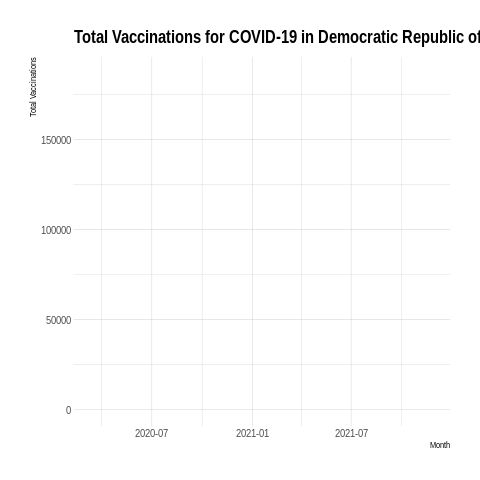 Total Vaccinations for COVID-19 in Democratic Republic of
Total Vaccinations
150000
100000
50000
0
2020-07 2021-01 2021-07
Month